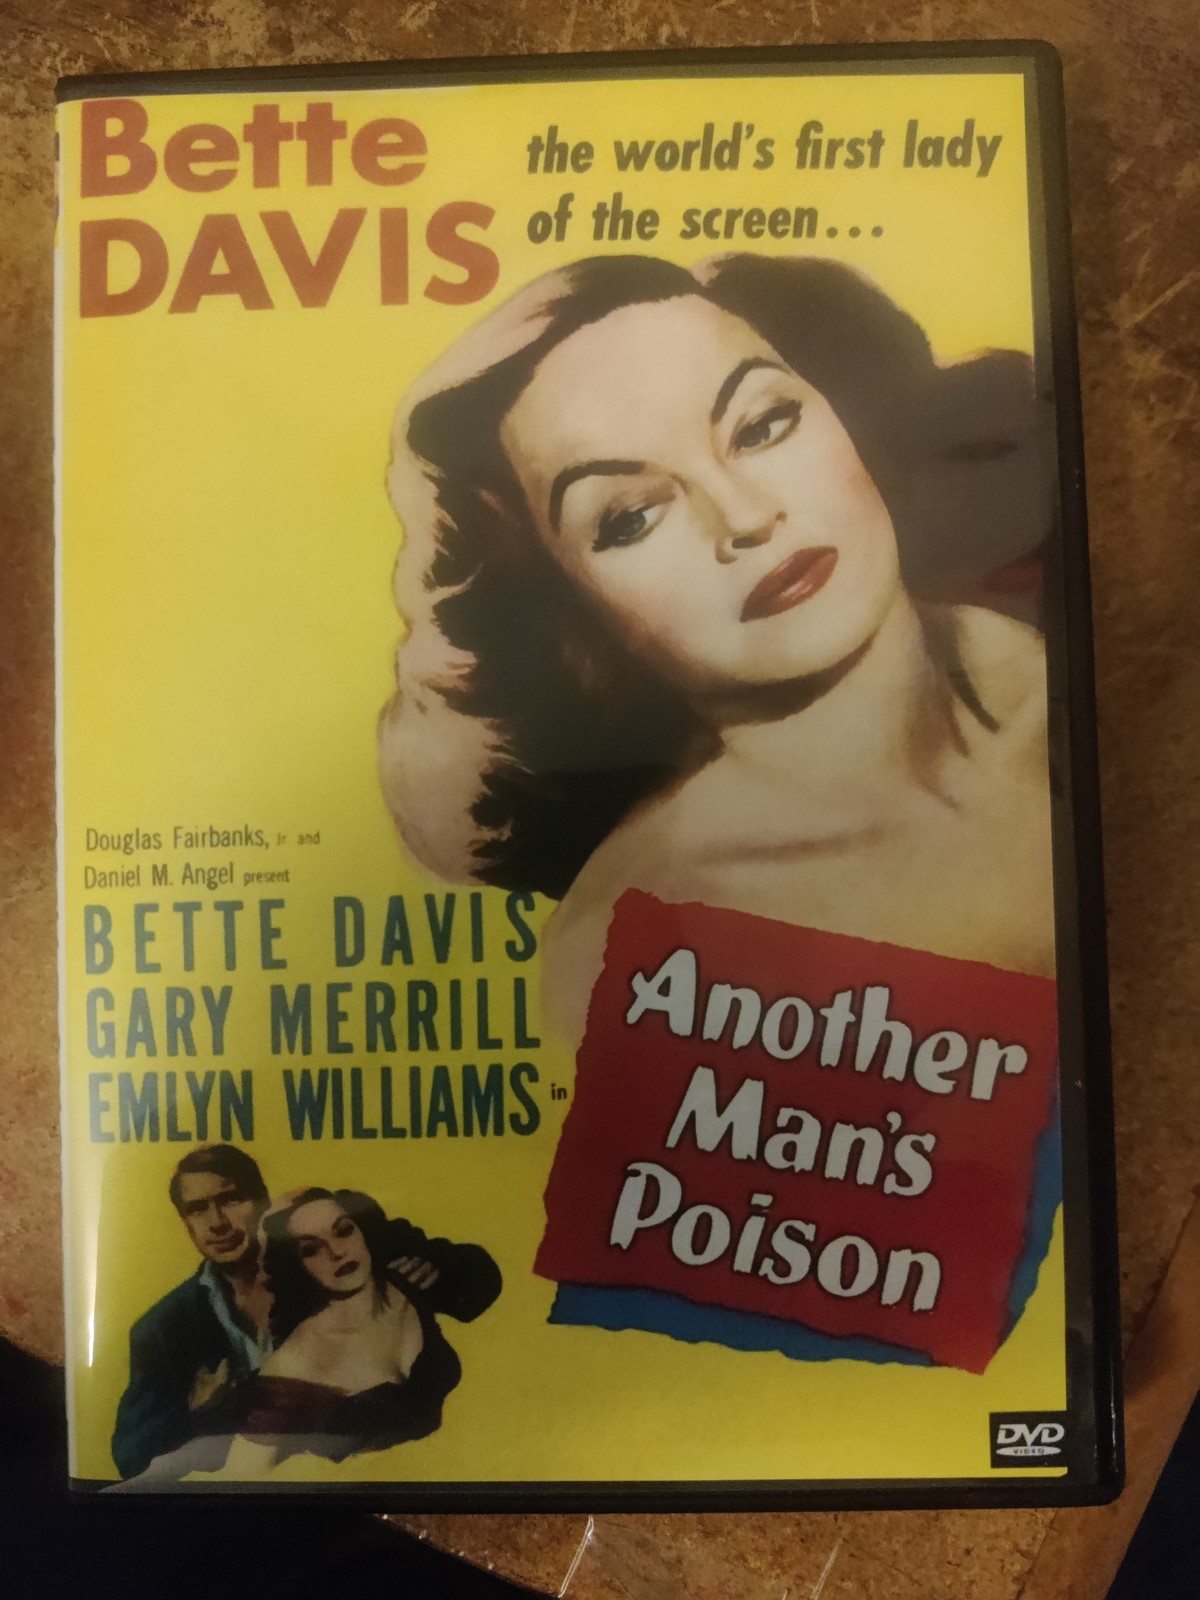 Bette
DAVIS
the world's first lady
of the screen...
Douglas Fairbanks, Jr. and
Daniel M. Angel present
BETTE DAVIS
GARY MERRILL
EMLYN WILLIAMS in
Another
Man's
Poison
DVD
VIDEO